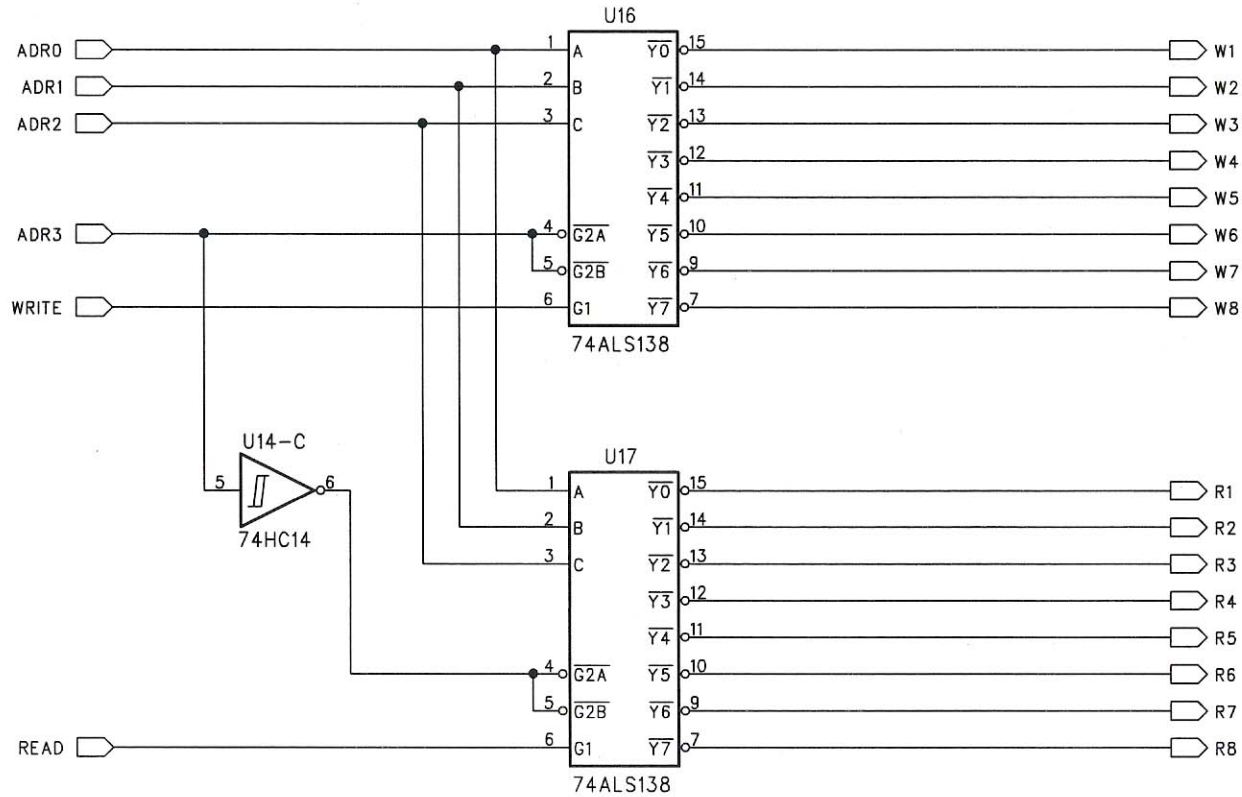 U16
ADR0 1 A Y0 15 W1
ADR1 2 B Y1 14 W2
ADR2 3 C Y2 13 W3
Y3 12 W4
Y4 11 W5
ADR3 4 G2A Y5 10 W6
5 G2B Y6 9 W7
WRITE 6 G1 Y7 7 W8
74ALS138
U14-C
5 6
74HC14
U17
1 A Y0 15 R1
2 B Y1 14 R2
3 C Y2 13 R3
Y3 12 R4
Y4 11 R5
4 G2A Y5 10 R6
5 G2B Y6 9 R7
READ 6 G1 Y7 7 R8
74ALS138